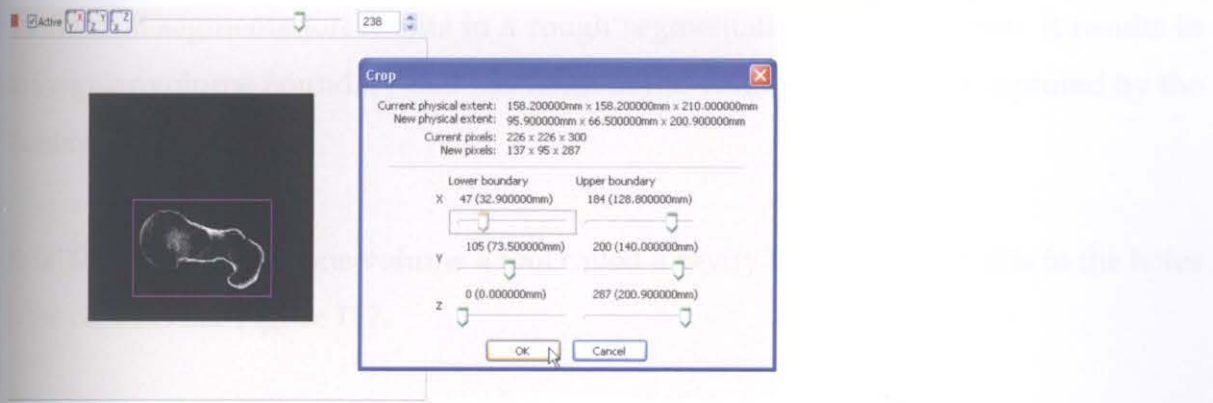 Active X Y Y Z Z X 238
Crop
Current physical extent: 158.200000mm x 158.200000mm x 210.000000mm
New physical extent: 95.900000mm x 66.500000mm x 200.900000mm
Current pixels: 226 x 226 x 300
New pixels: 137 x 95 x 287
Lower boundary Upper boundary
X 47 (32.900000mm) 184 (128.800000mm)
Y 105 (73.500000mm) 200 (140.000000mm)
Z 0 (0.000000mm) 287 (200.900000mm)
OK Cancel